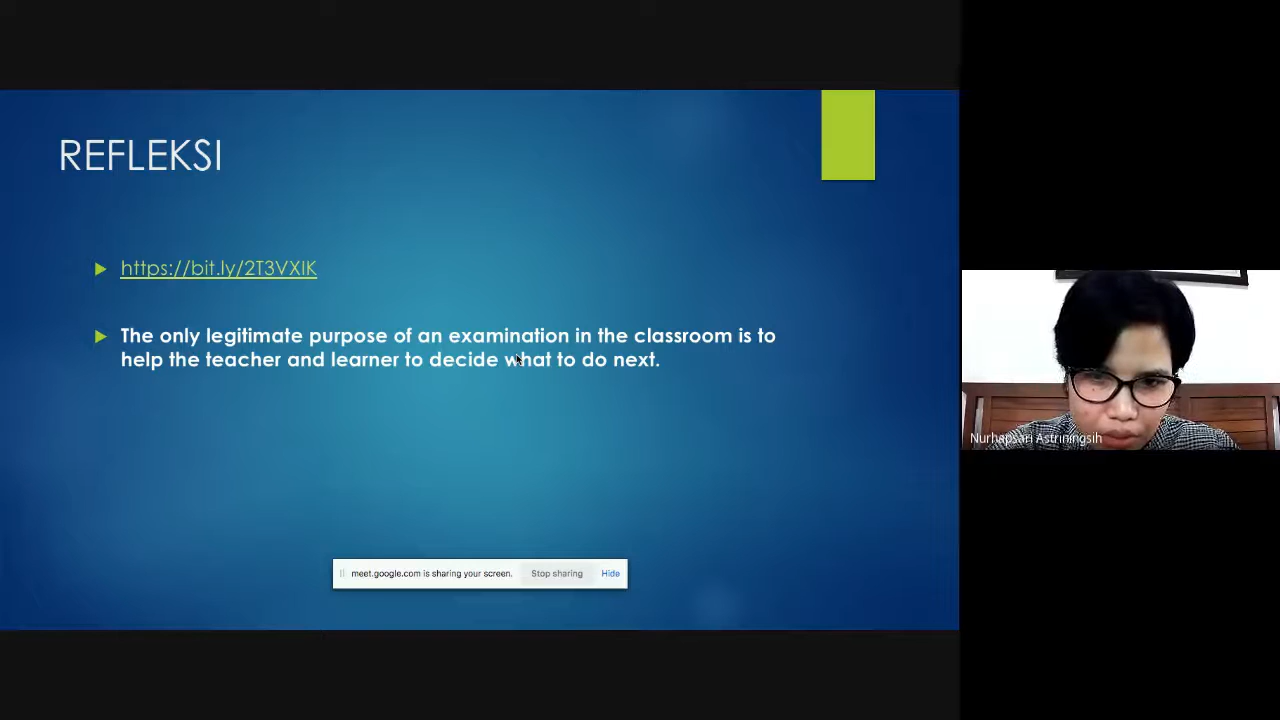 REFLEKSI
https://bit.ly/2T3VXIK
The only legitimate purpose of an examination in the classroom is to
help the teacher and learner to decide what to do next.
Nurhapsari Astriningsih
meet.google.com is sharing your screen. Stop sharing Hide